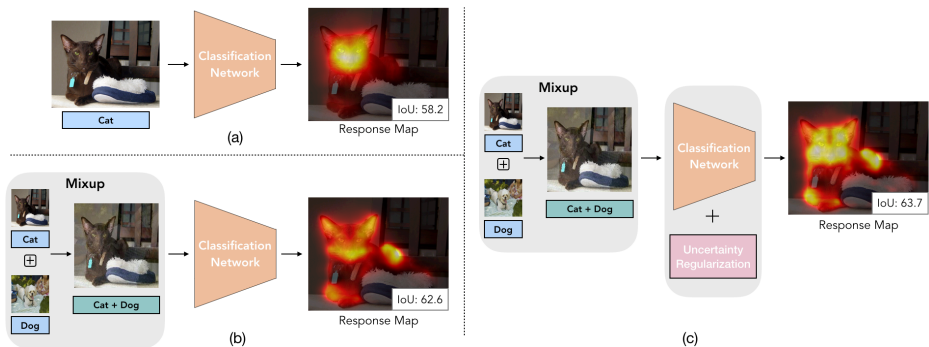 Cat
Classification
Network
IoU: 58.2
Response Map
(a)
Mixup
Cat
Dog
Cat + Dog
Classification
Network
IoU: 62.6
Response Map
(b)
Mixup
Cat
Dog
Cat + Dog
Classification
Network
+
Uncertainty
Regularization
IoU: 63.7
Response Map
(c)